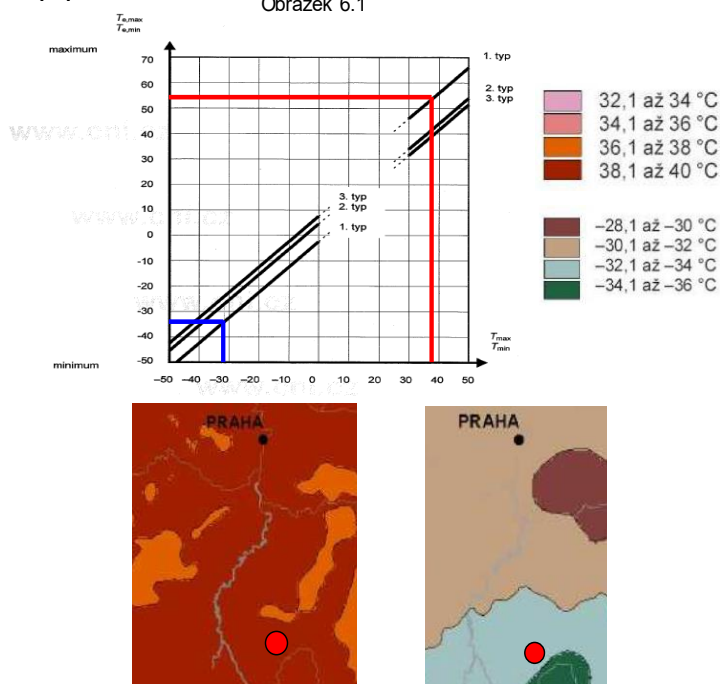 Obrázek 6.1
Te,max
Te,min
maximum
70
60
50
40
30
20
10
0
-10
-20
-30
-40
-50
minimum
1. typ
2. typ
3. typ
3. typ
2. typ
1. typ
Tmax
Tmin
–50 –40 –30 –20 –10 0 10 20 30 40 50
32,1 až 34 °C
34,1 až 36 °C
36,1 až 38 °C
38,1 až 40 °C
–28,1 až –30 °C
–30,1 až –32 °C
–32,1 až –34 °C
–34,1 až –36 °C
PRAHA
PRAHA